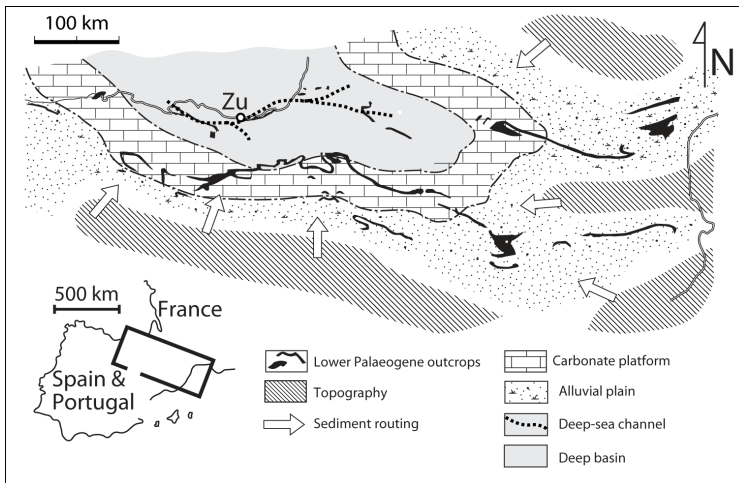 100 km
N
Zu
500 km
France
Spain &
Portugal
Lower Palaeogene outcrops
Topography
Sediment routing
Carbonate platform
Alluvial plain
Deep-sea channel
Deep basin